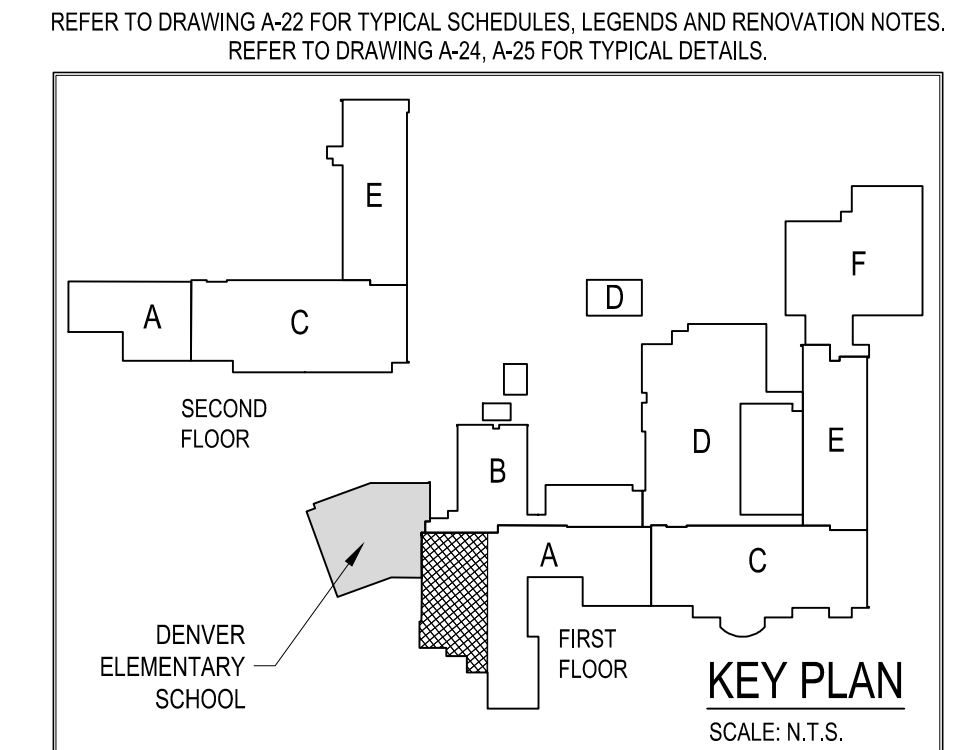 REFER TO DRAWING A-22 FOR TYPICAL SCHEDULES, LEGENDS AND RENOVATION NOTES.
REFER TO DRAWING A-24, A-25 FOR TYPICAL DETAILS.
E
A
C
SECOND
FLOOR
F
D
D
E
B
A
C
DENVER
ELEMENTARY
SCHOOL
FIRST
FLOOR
KEY PLAN
SCALE: N.T.S.